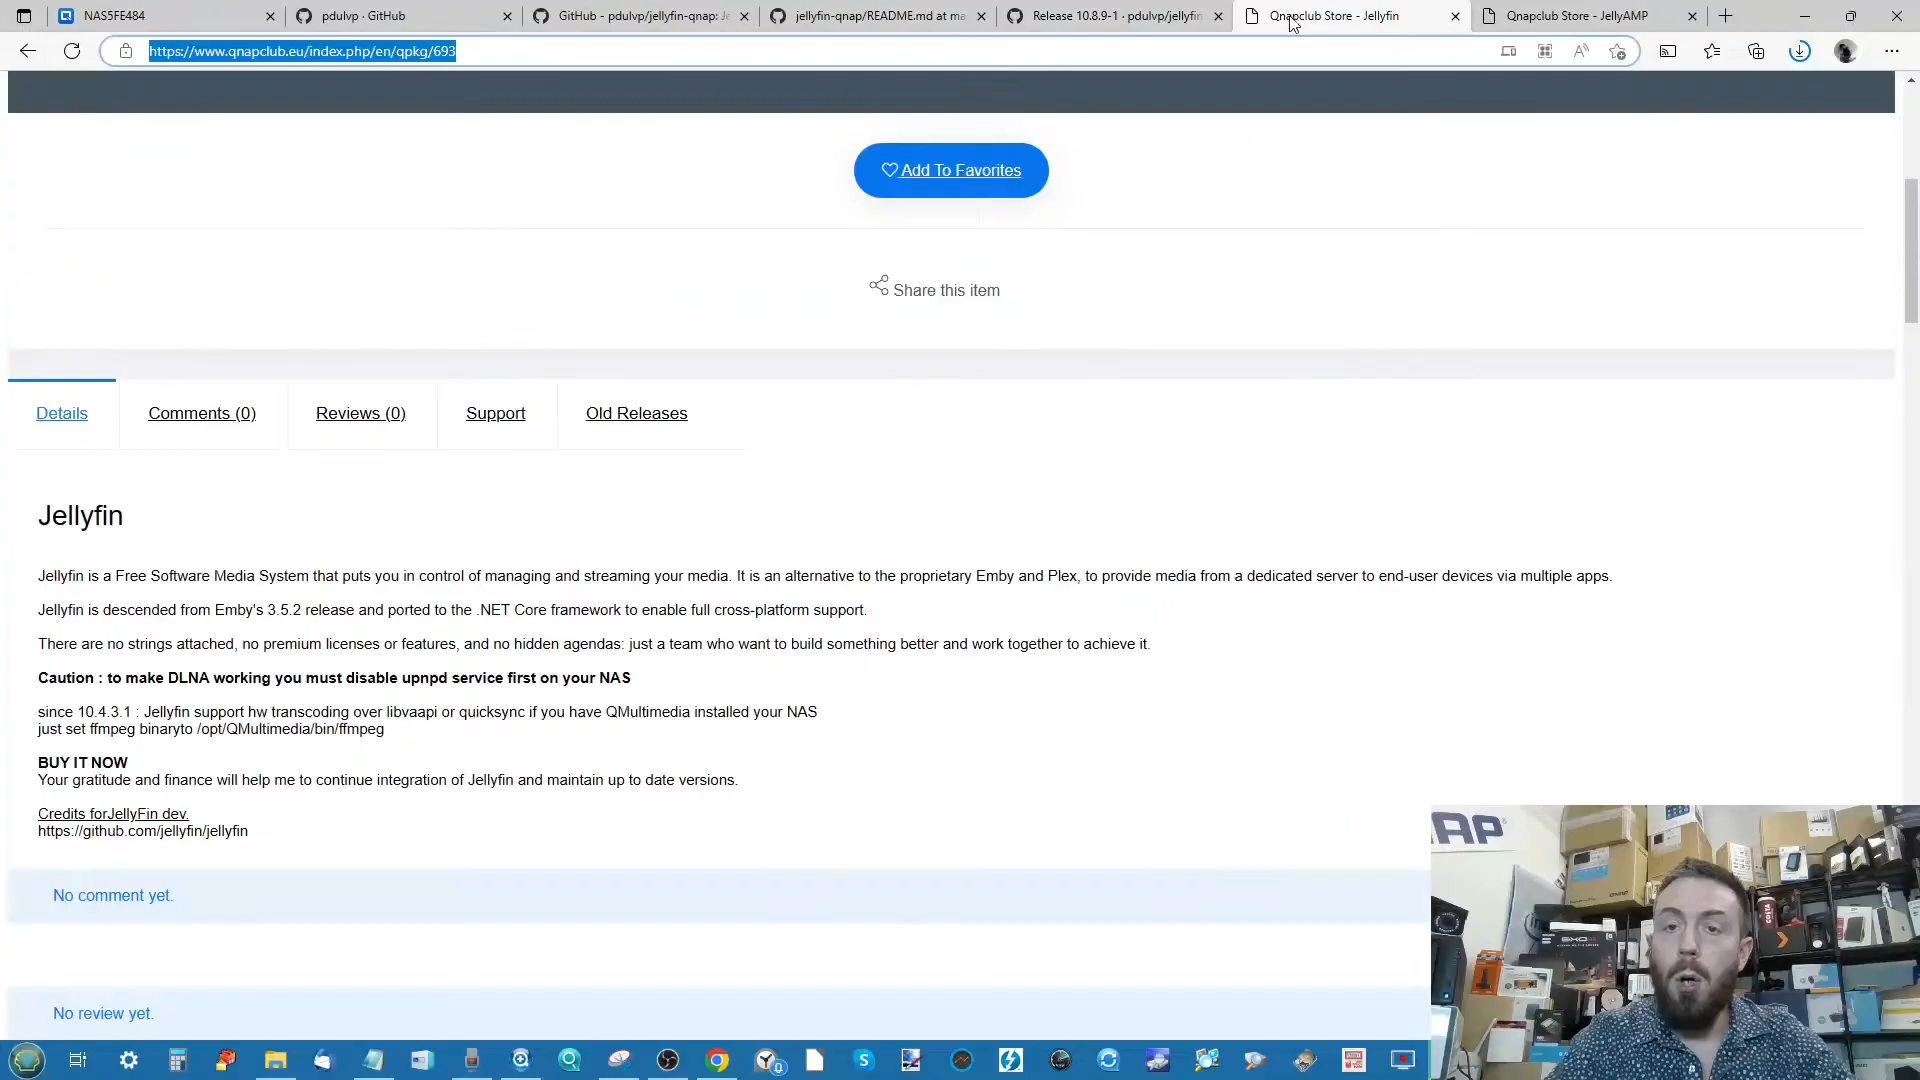 NAS5FE484
pdulvp · GitHub
GitHub - pdulvp/jellyfin-qnap: Je
jellyfin-qnap/README.md at ma
Release 10.8.9-1 · pdulvp/jellyfin
Qnapclub Store - Jellyfin
Qnapclub Store - JellyAMP
https://www.qnapclub.eu/index.php/en/qpkg/693
Add To Favorites
Share this item
Details
Comments (0)
Reviews (0)
Support
Old Releases
Jellyfin
Jellyfin is a Free Software Media System that puts you in control of managing and streaming your media. It is an alternative to the proprietary Emby and Plex, to provide media from a dedicated server to end-user devices via multiple apps.
Jellyfin is descended from Emby's 3.5.2 release and ported to the .NET Core framework to enable full cross-platform support.
There are no strings attached, no premium licenses or features, and no hidden agendas: just a team who want to build something better and work together to achieve it.
Caution : to make DLNA working you must disable upnpd service first on your NAS
since 10.4.3.1 : Jellyfin support hw transcoding over libvaapi or quicksync if you have QMultimedia installed your NAS
just set ffmpeg binaryto /opt/QMultimedia/bin/ffmpeg
BUY IT NOW
Your gratitude and finance will help me to continue integration of Jellyfin and maintain up to date versions.
Credits forJellyFin dev.
https://github.com/jellyfin/jellyfin
No comment yet.
No review yet.